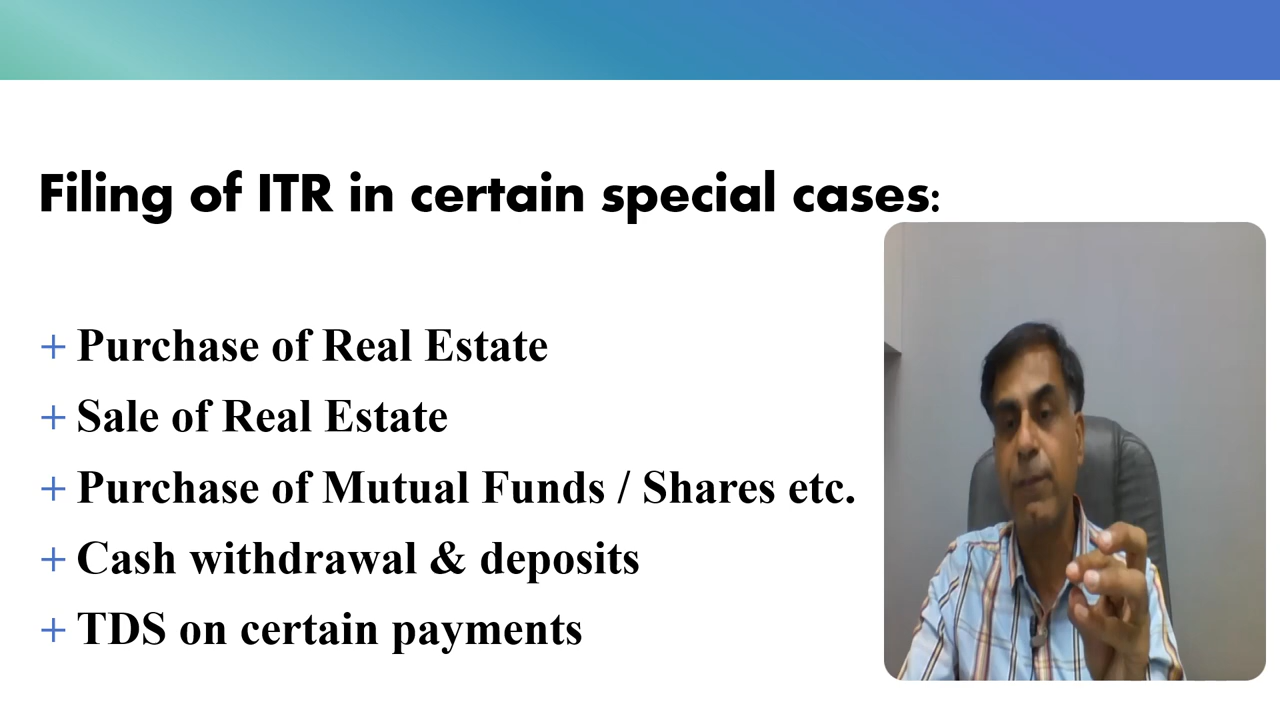 Filing of ITR in certain special cases:
+ Purchase of Real Estate
+ Sale of Real Estate
+ Purchase of Mutual Funds / Shares etc.
+ Cash withdrawal & deposits
+ TDS on certain payments